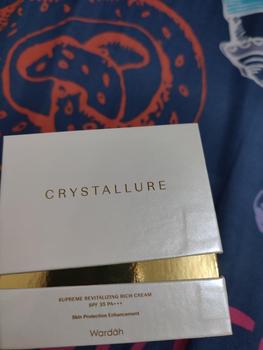 CRYSTALLURE
SUPREME REVITALIZING RICH CREAM
SPF 35 PA+++
Skin Protection Enhancement
Wardah